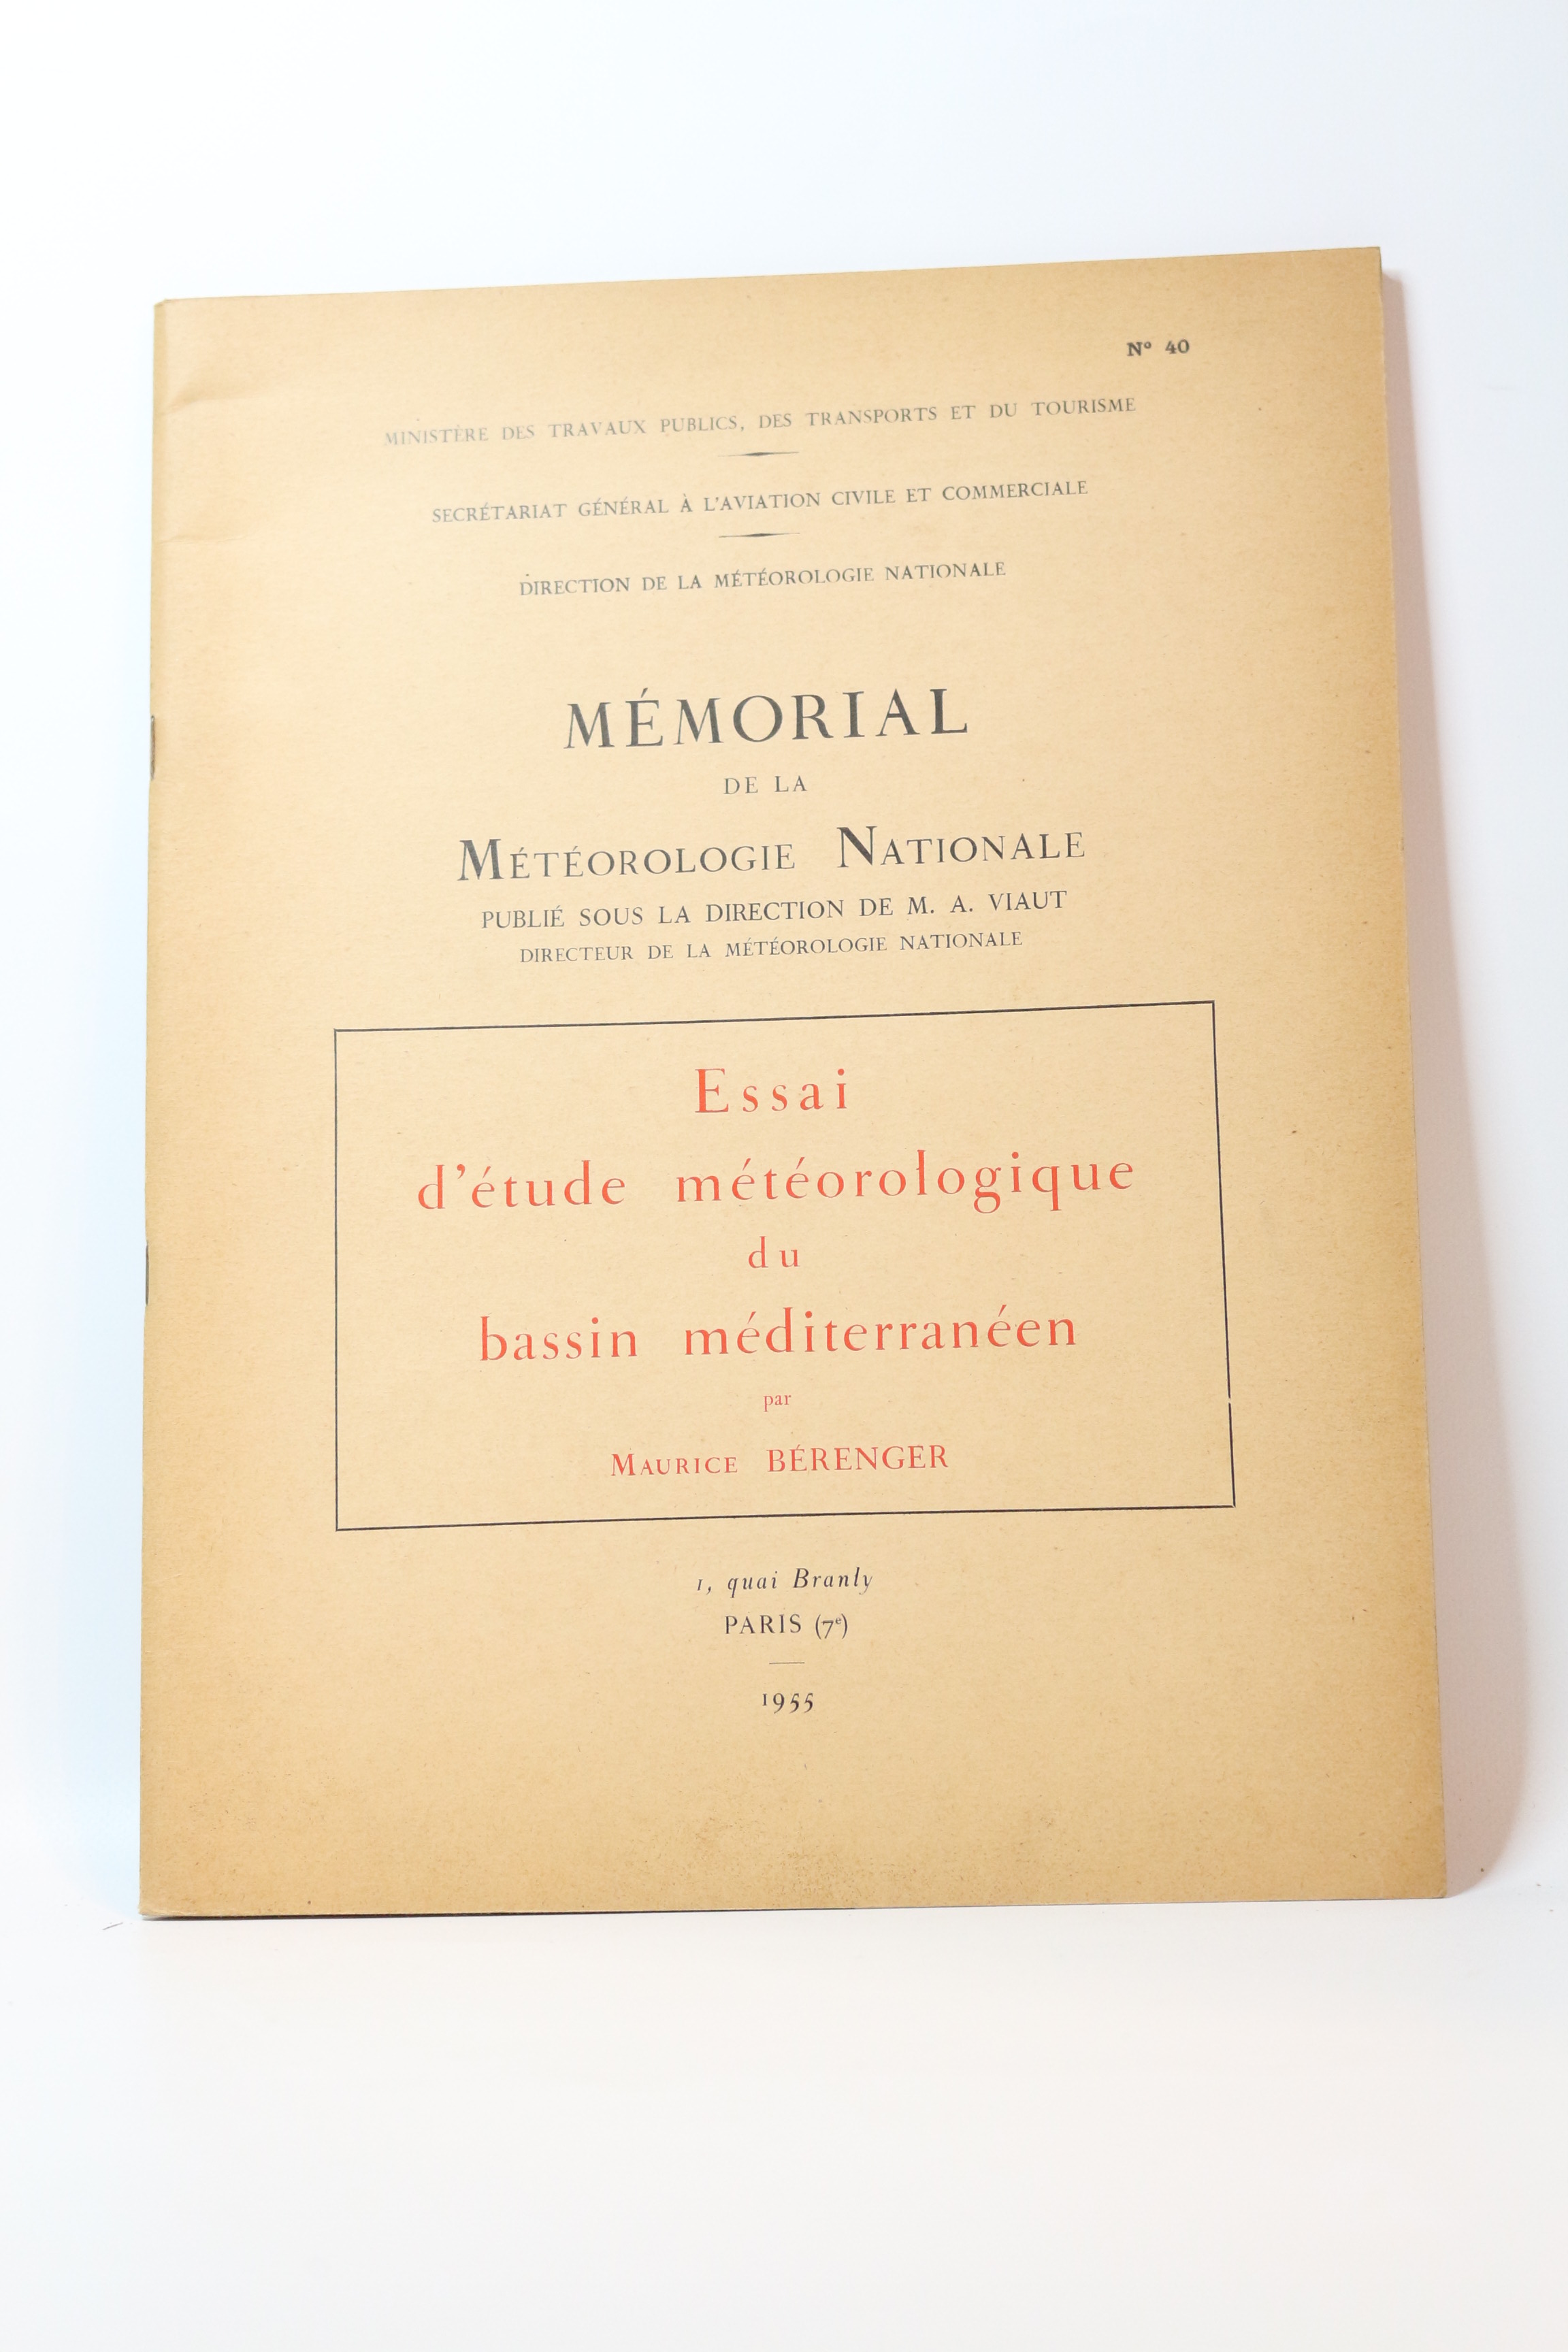 Nº 40
MINISTÈRE DES TRAVAUX PUBLICS, DES TRANSPORTS ET DU TOURISME
SECRÉTARIAT GÉNÉRAL À L'AVIATION CIVILE ET COMMERCIALE
DIRECTION DE LA MÉTÉOROLOGIE NATIONALE
MÉMORIAL
DE LA
MÉTÉOROLOGIE NATIONALE
PUBLIÉ SOUS LA DIRECTION DE M. A. VIAUT
DIRECTEUR DE LA MÉTÉOROLOGIE NATIONALE
Essai
d'étude météorologique
du
bassin méditerranéen
par
MAURICE BÉRENGER
1, quai Branly
PARIS (7e)
1955